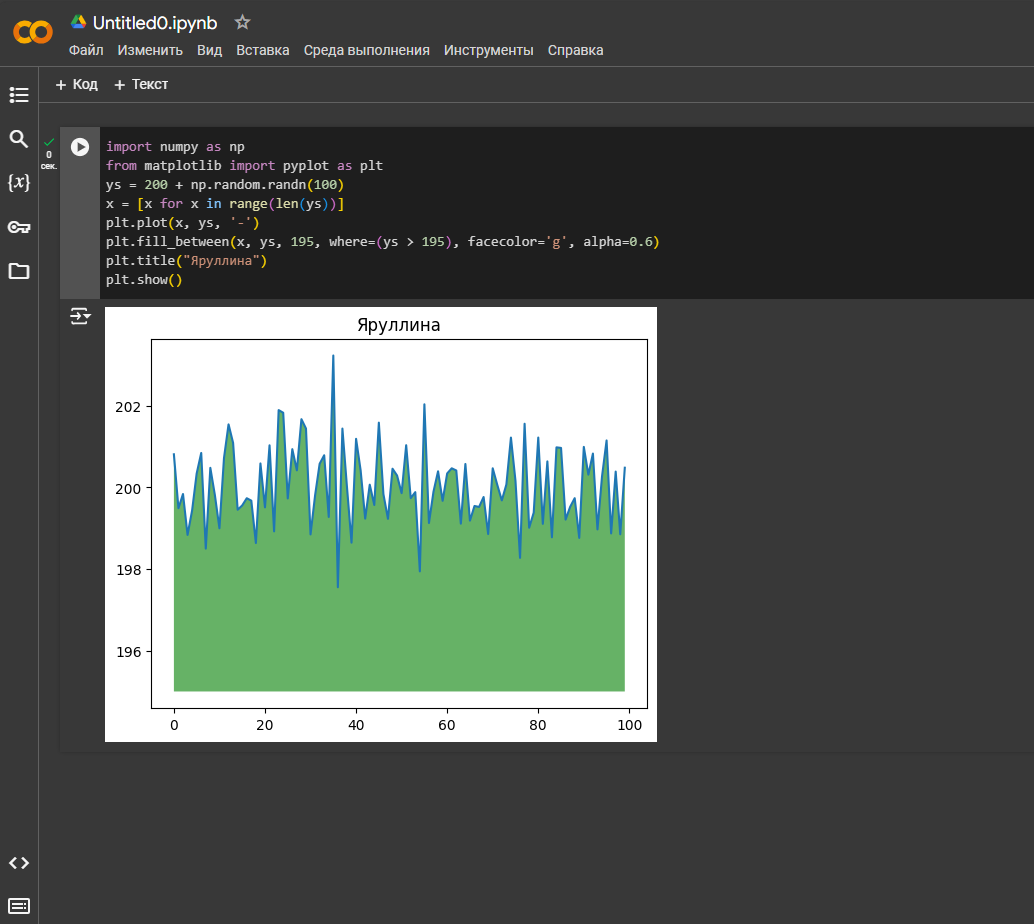 Untitled0.ipynb
Файл Изменить Вид Вставка Среда выполнения Инструменты Справка
+ Код + Текст
0
сек.
{x}
import numpy as np
from matplotlib import pyplot as plt
ys = 200 + np.random.randn(100)
x = [x for x in range(len(ys))]
plt.plot(x, ys, '-')
plt.fill_between(x, ys, 195, where=(ys > 195), facecolor='g', alpha=0.6)
plt.title("Яруллина")
plt.show()
Яруллина
202
200
198
196
0 20 40 60 80 100